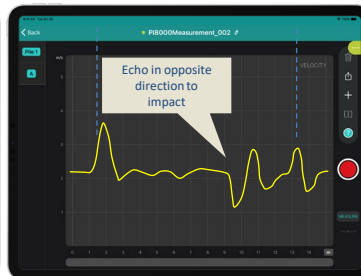 Back
PIB000Measurement_002
Pile 1
A
m/s
VELOCITY
Echo in opposite
direction to
impact
5
4
3
2
1
0 1 2 3 4 5 6 7 8 9 10 11 12 13 14
MEASURE